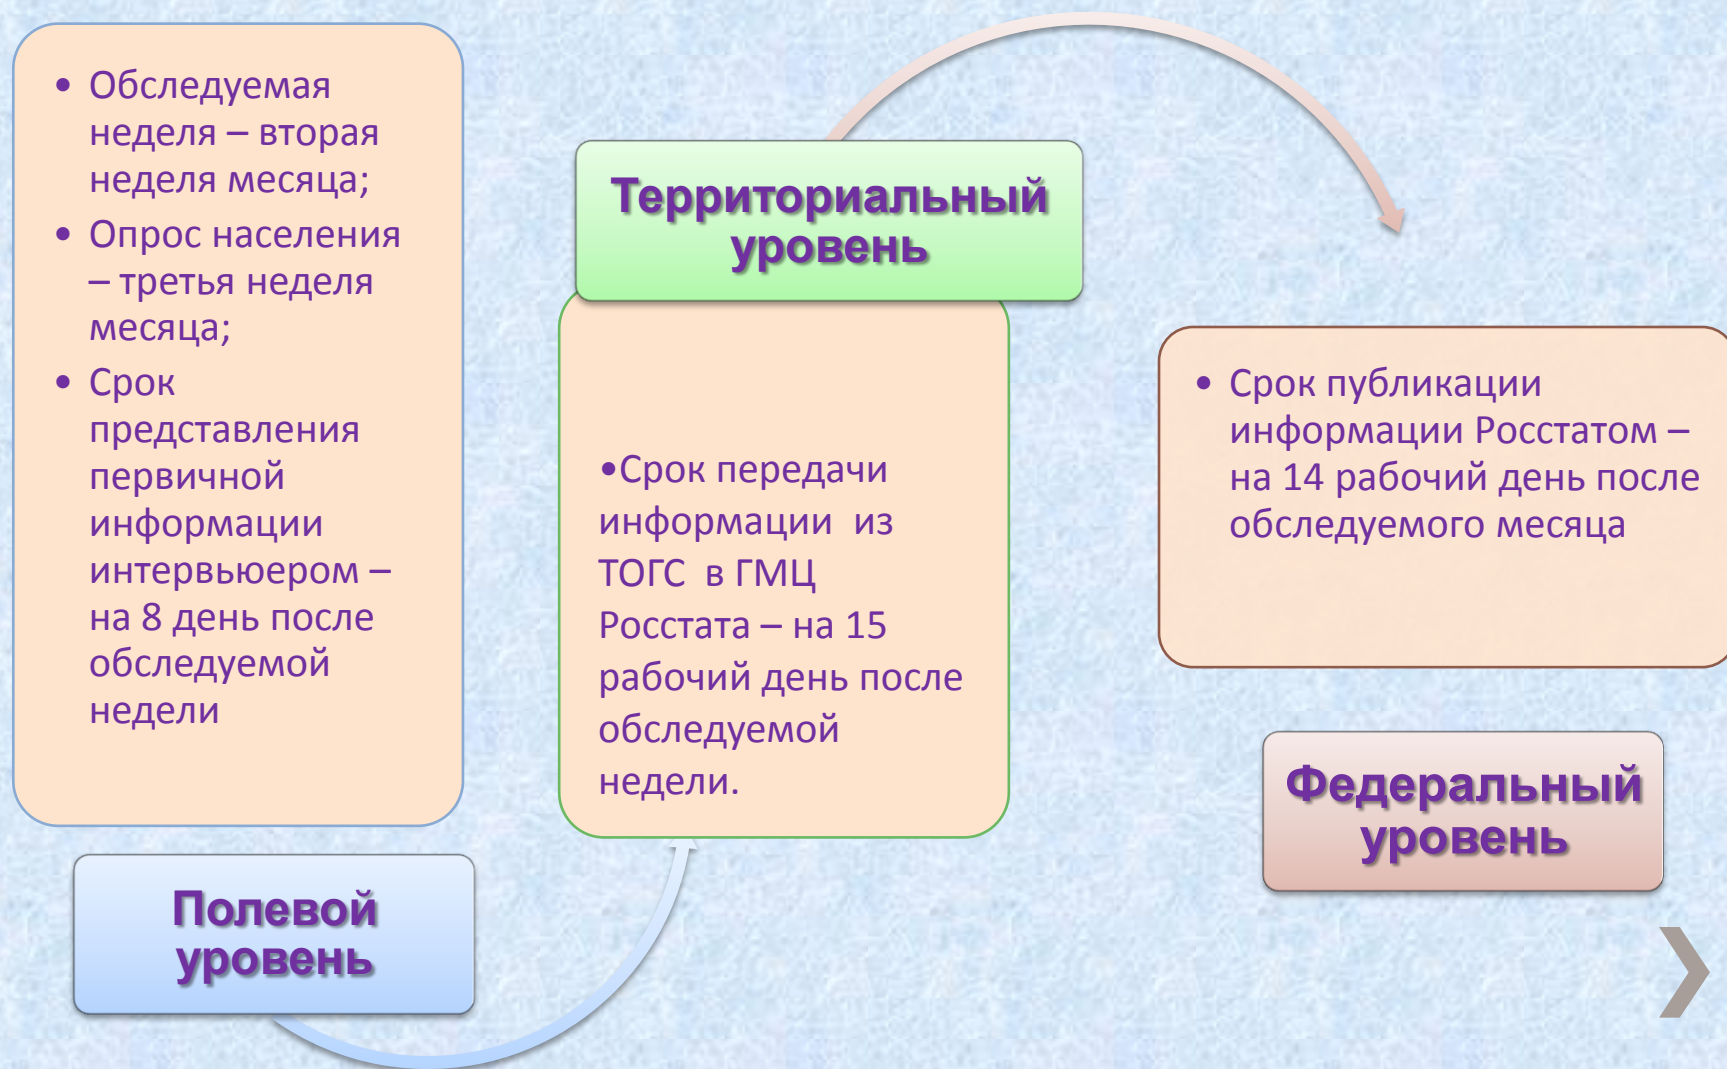 • Обследуемая
неделя – вторая
неделя месяца;
• Опрос населения
– третья неделя
месяца;
• Срок
представления
первичной
информации
интервьюером –
на 8 день после
обследуемой
недели
Полевой
уровень
Территориальный
уровень
•Срок передачи
информации из
ТОГС в ГМЦ
Росстата – на 15
рабочий день после
обследуемой
недели.
• Срок публикации
информации Росстатом –
на 14 рабочий день после
обследуемого месяца
Федеральный
уровень